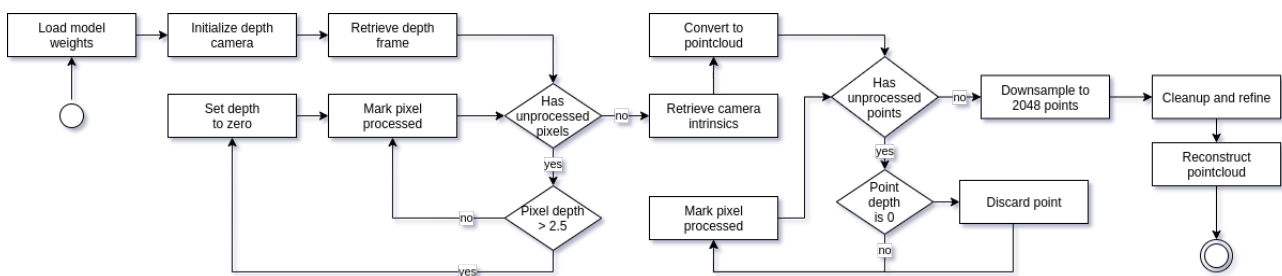 Load model
weights
Initialize depth
camera
Retrieve depth
frame
Set depth
to zero
Mark pixel
processed
Has
unprocessed
pixels
no
yes
Pixel depth
> 2.5
no
yes
Retrieve camera
intrinsics
Convert to
pointcloud
Has
unprocessed
points
no
yes
Point
depth
is 0
no
Discard point
Mark pixel
processed
Downsample to
2048 points
Cleanup and refine
Reconstruct
pointcloud